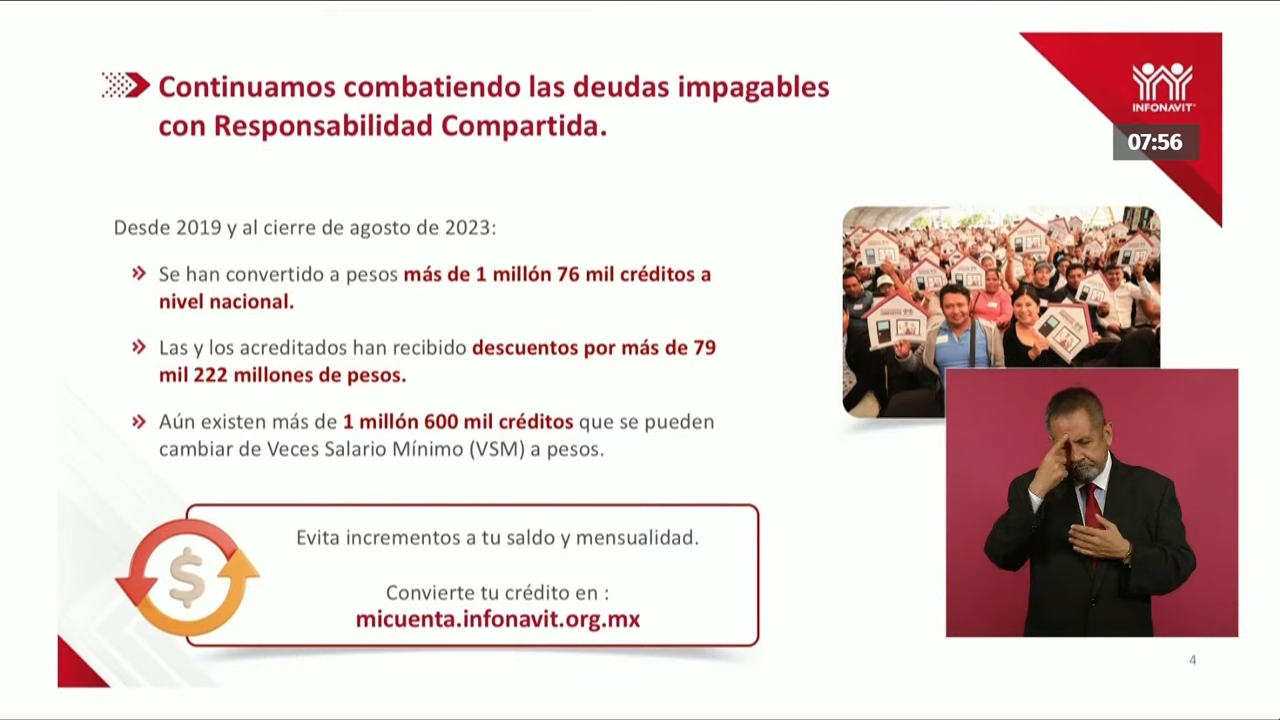 Continuamos combatiendo las deudas impagables
con Responsabilidad Compartida.
INFONAVIT
07:56
Desde 2019 y al cierre de agosto de 2023:
Se han convertido a pesos más de 1 millón 76 mil créditos a
nivel nacional.
Las y los acreditados han recibido descuentos por más de 79
mil 222 millones de pesos.
Aún existen más de 1 millón 600 mil créditos que se pueden
cambiar de Veces Salario Mínimo (VSM) a pesos.
$
Evita incrementos a tu saldo y mensualidad.
Convierte tu crédito en :
micuenta.infonavit.org.mx
4